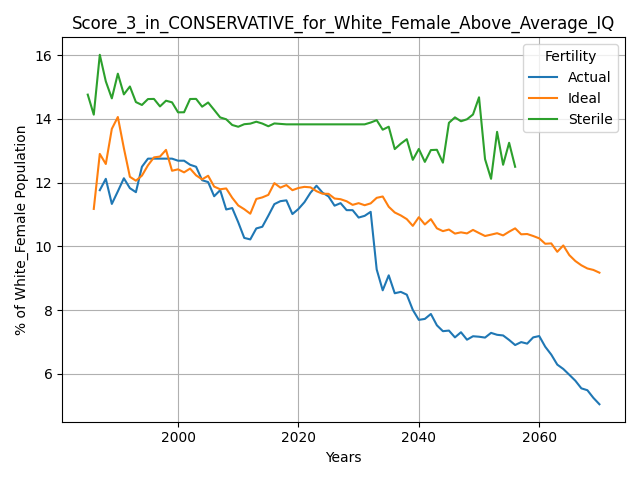 Score_3_in_CONSERVATIVE_for_White_Female_Above_Average_IQ
Fertility
Actual
Ideal
Sterile
16
14
12
10
8
6
% of White_Female Population
2000
2020
2040
2060
Years